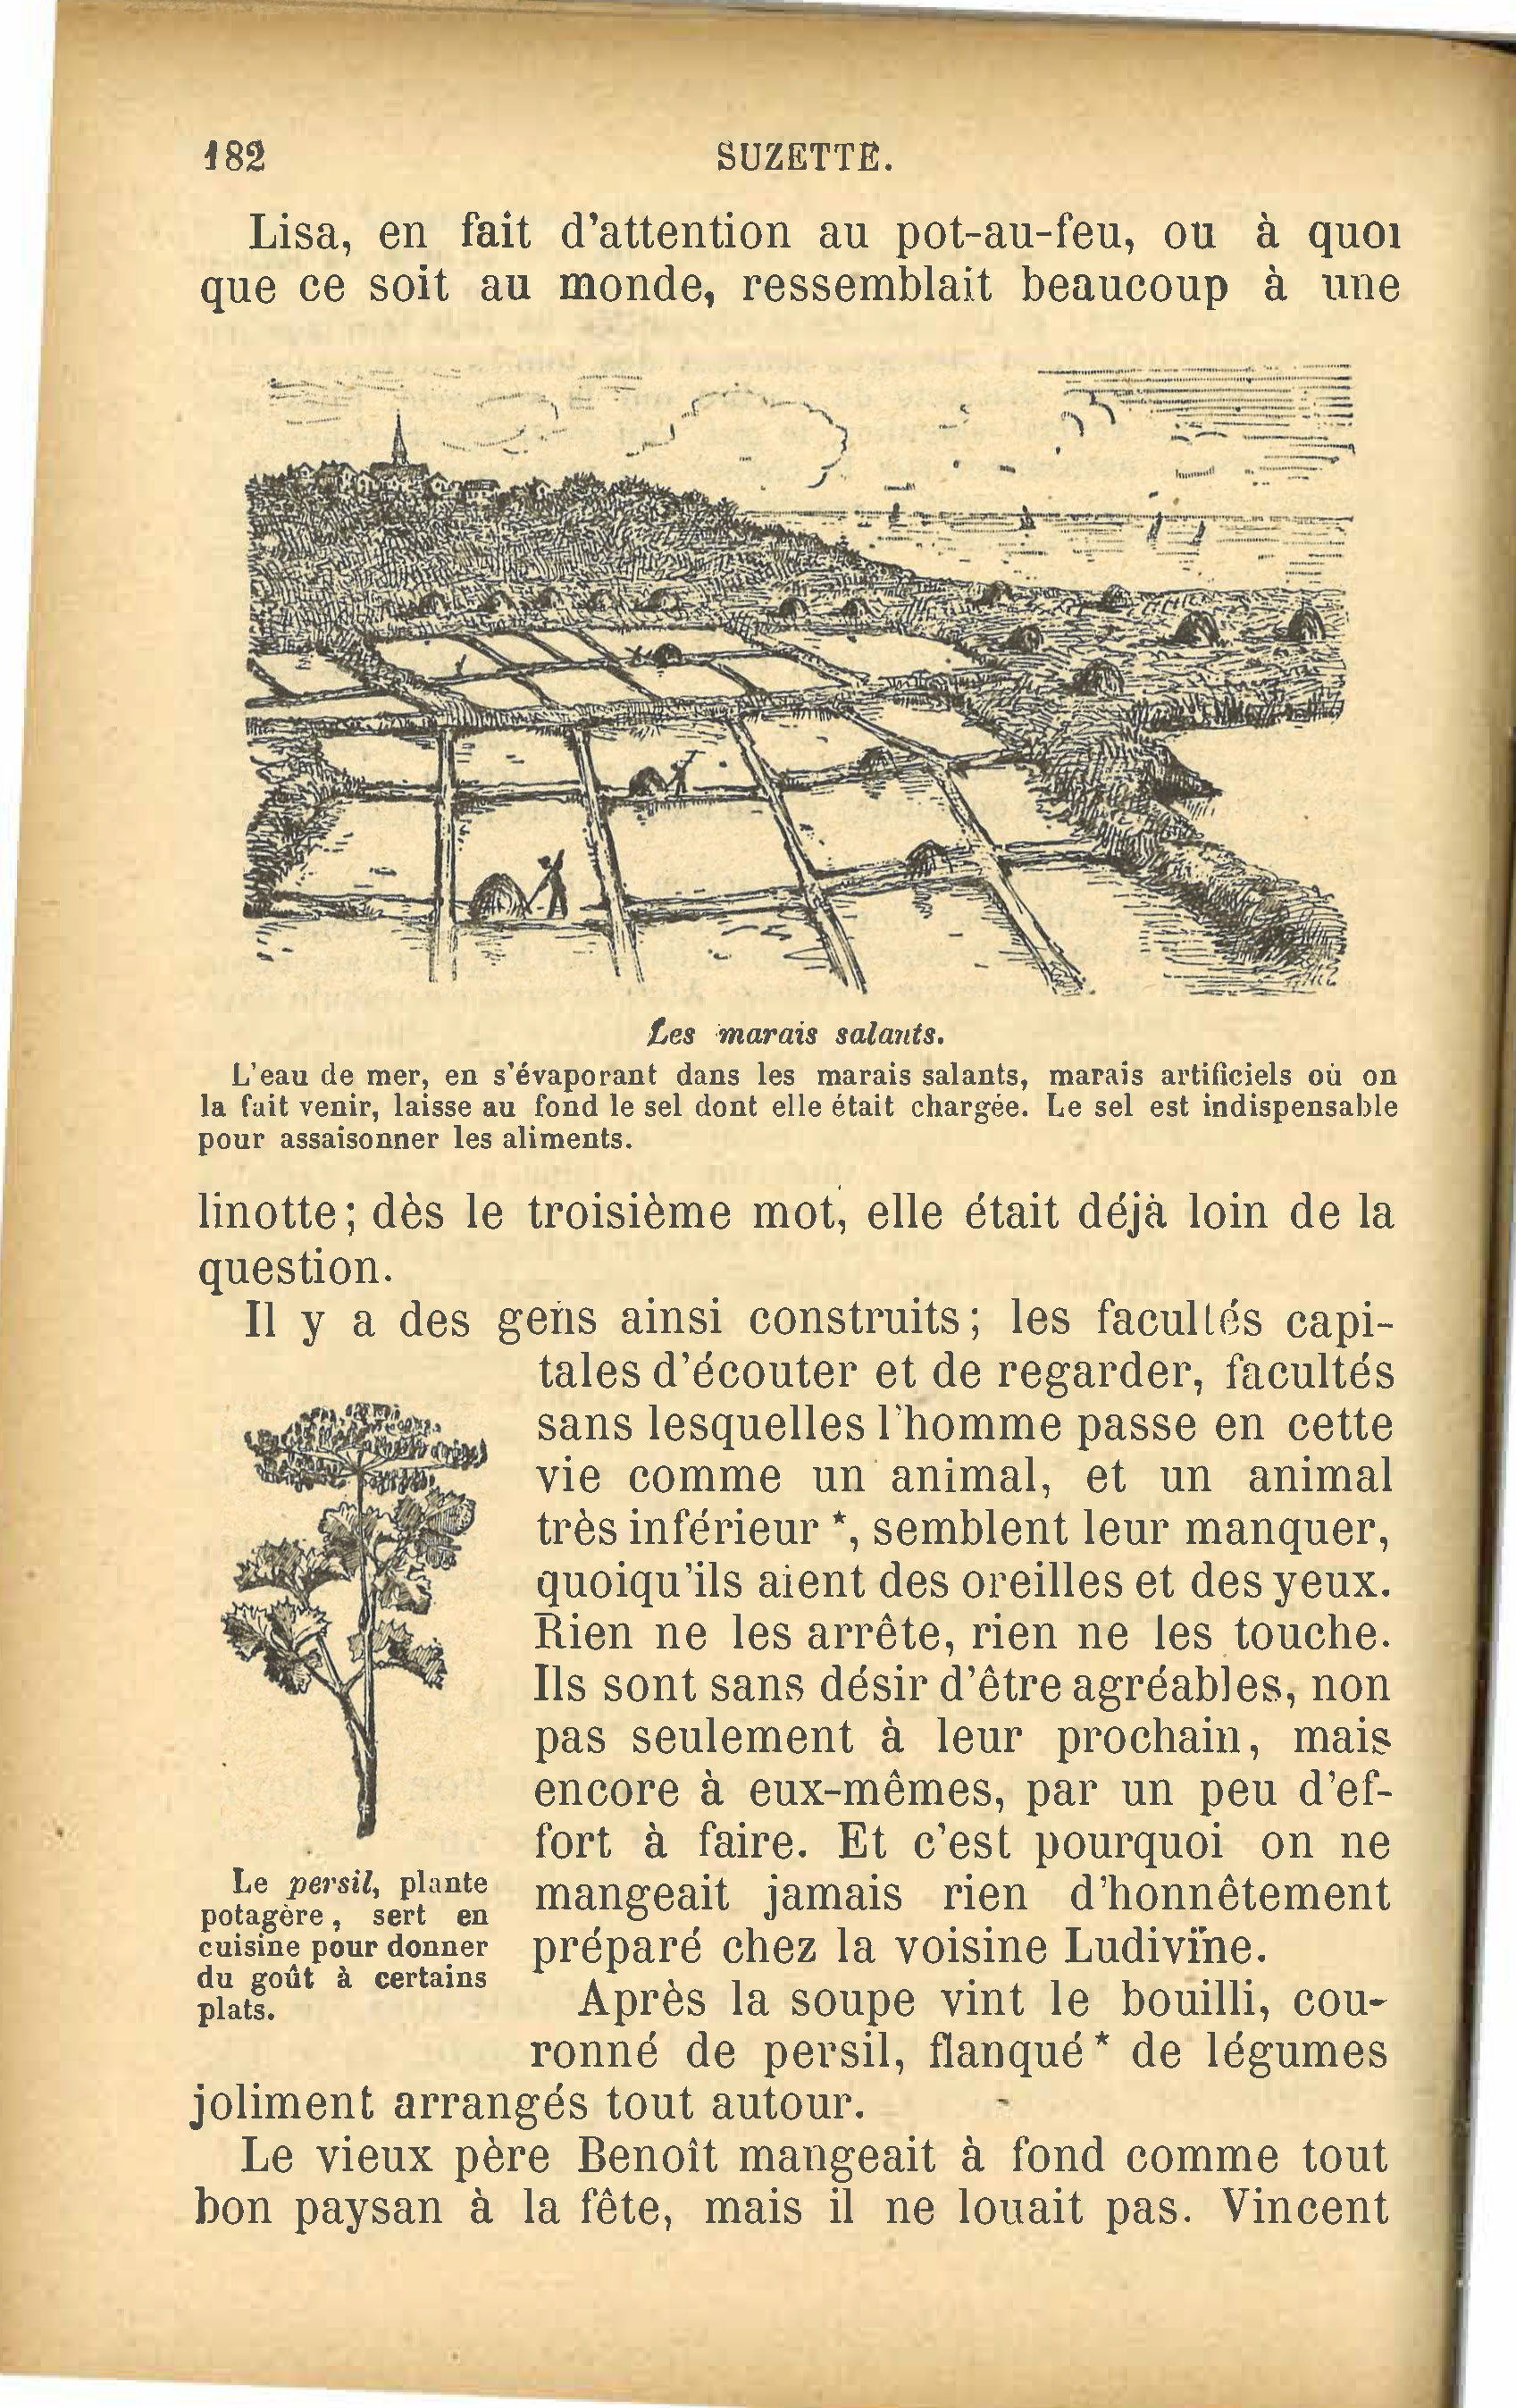 182
SUZETTE.
Lisa, en fait d'attention au pot-au-feu, ou à quoi
que ce soit au monde, ressemblait beaucoup à une
Les marais salants.
L'eau de mer, en s'évaporant dans les marais salants, marais artificiels où on
la fait venir, laisse au fond le sel dont elle était chargée. Le sel est indispensable
pour assaisonner les aliments.
linotte; dès le troisième mot, elle était déjà loin de la
question.
Il y a des gens ainsi construits; les facultés capi-
tales d'écouter et de regarder, facultés
sans lesquelles l'homme passe en cette
vie comme un animal, et un animal
très inférieur *, semblent leur manquer,
quoiqu'ils aient des oreilles et des yeux.
Rien ne les arrête, rien ne les touche.
Ils sont sans désir d'être agréables, non
pas seulement à leur prochain, mais
encore à eux-mêmes, par un peu d'ef-
fort à faire. Et c'est pourquoi on ne
mangeait jamais rien d'honnêtement
préparé chez la voisine Ludivine.
Le persil, plante
potagère, sert en
cuisine pour donner
du goût à certains
plats.
Après la soupe vint le bouilli, cou-
ronné de persil, flanqué * de légumes
joliment arrangés tout autour.
Le vieux père Benoît mangeait à fond comme tout
bon paysan à la fête, mais il ne louait pas. Vincent